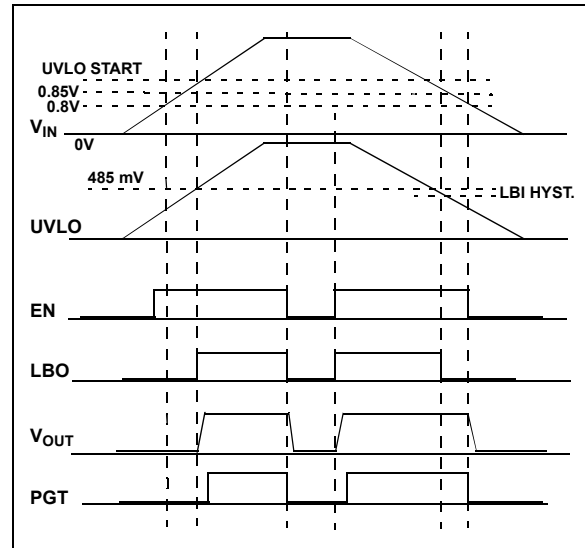 UVLO START
0.85V
0.8V
VIN
0V
485 mV
LBI HYST.
UVLO
EN
LBO
VOUT
PGT